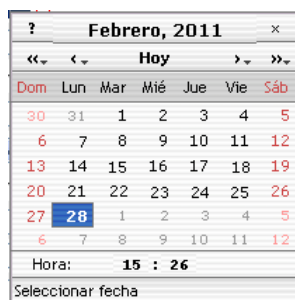 ? Febrero, 2011 ×
«▾ ‹▾ Hoy ›▾ »▾
Dom Lun Mar Mié Jue Vie Sáb
30 31 1 2 3 4 5
6 7 8 9 10 11 12
13 14 15 16 17 18 19
20 21 22 23 24 25 26
27 28 1 2 3 4 5
6 7 8 9 10 11 12
Hora: 15 : 26
Seleccionar fecha